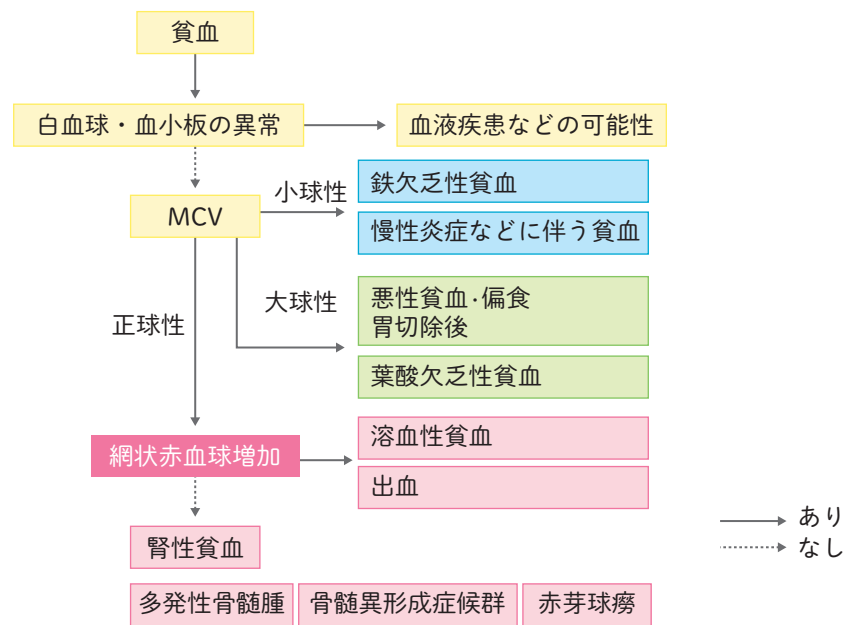 貧血
白血球・血小板の異常
血液疾患などの可能性
MCV
小球性
鉄欠乏性貧血
慢性炎症などに伴う貧血
大球性
悪性貧血・偏食
胃切除後
葉酸欠乏性貧血
正球性
網状赤血球増加
溶血性貧血
出血
あり
なし
腎性貧血
多発性骨髄腫
骨髄異形成症候群
赤芽球癆